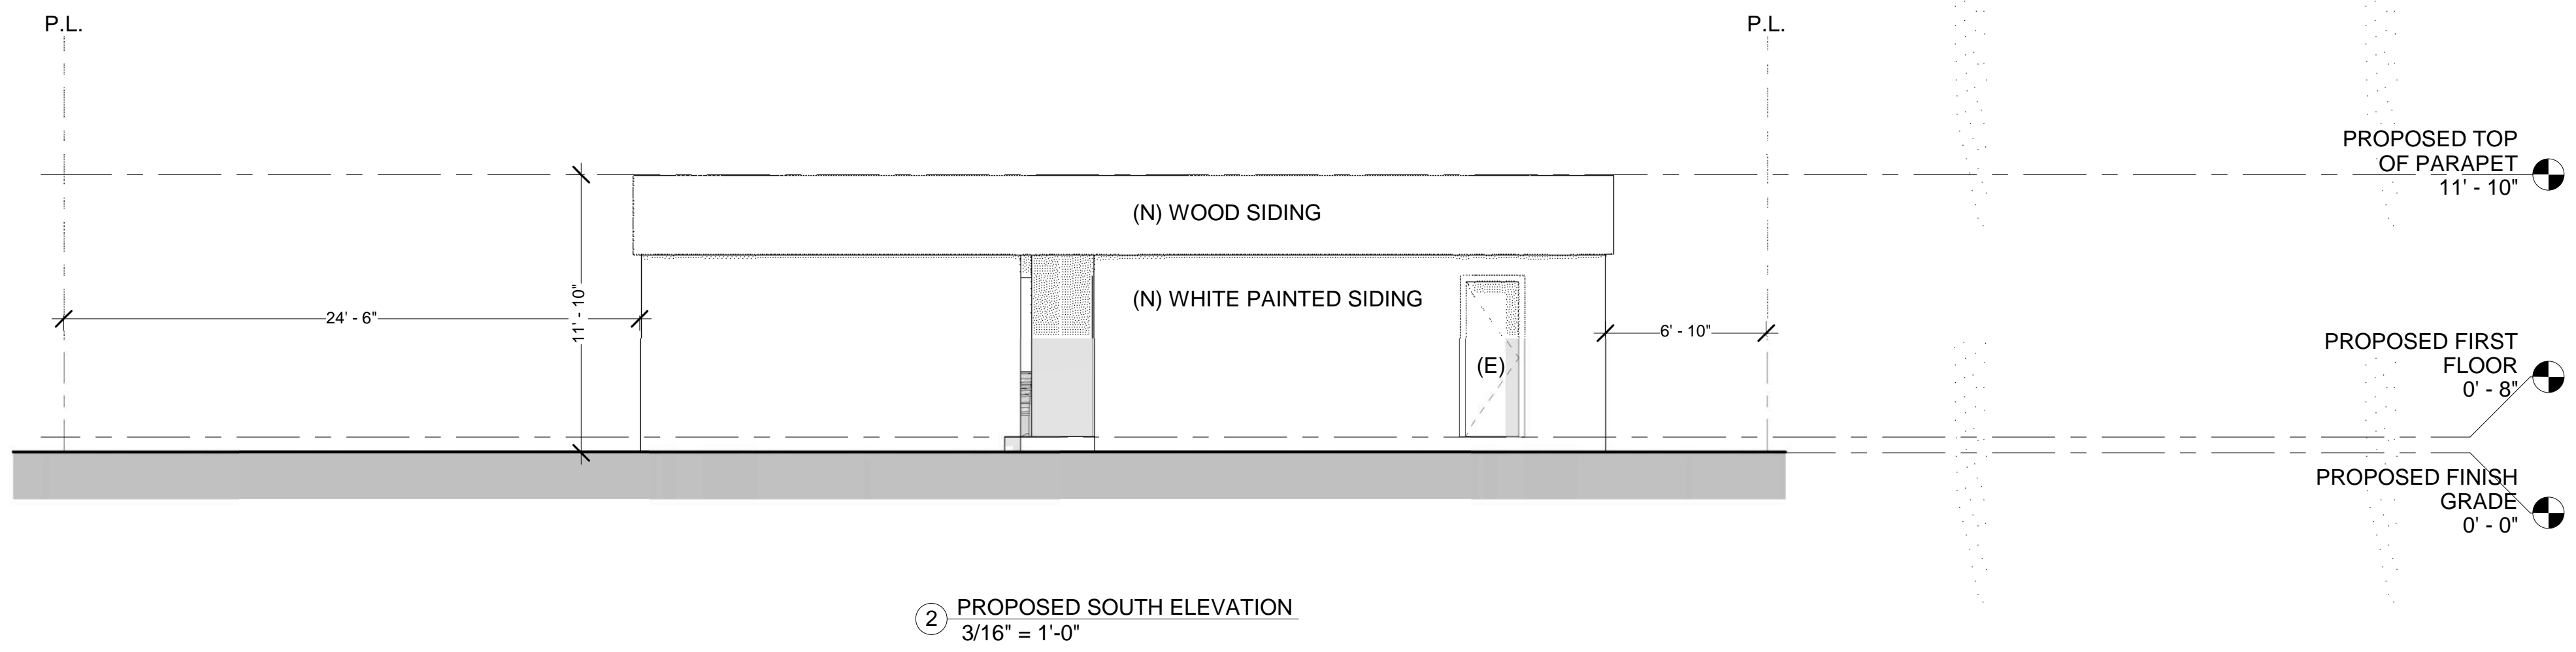 P.L.
P.L.
PROPOSED TOP
OF PARAPET
11' - 10"
(N) WOOD SIDING
(N) WHITE PAINTED SIDING
24' - 6"
11' - 10"
6' - 10"
(E)
PROPOSED FIRST
FLOOR
0' - 8"
PROPOSED FINISH
GRADE
0' - 0"
2
PROPOSED SOUTH ELEVATION
3/16" = 1'-0"